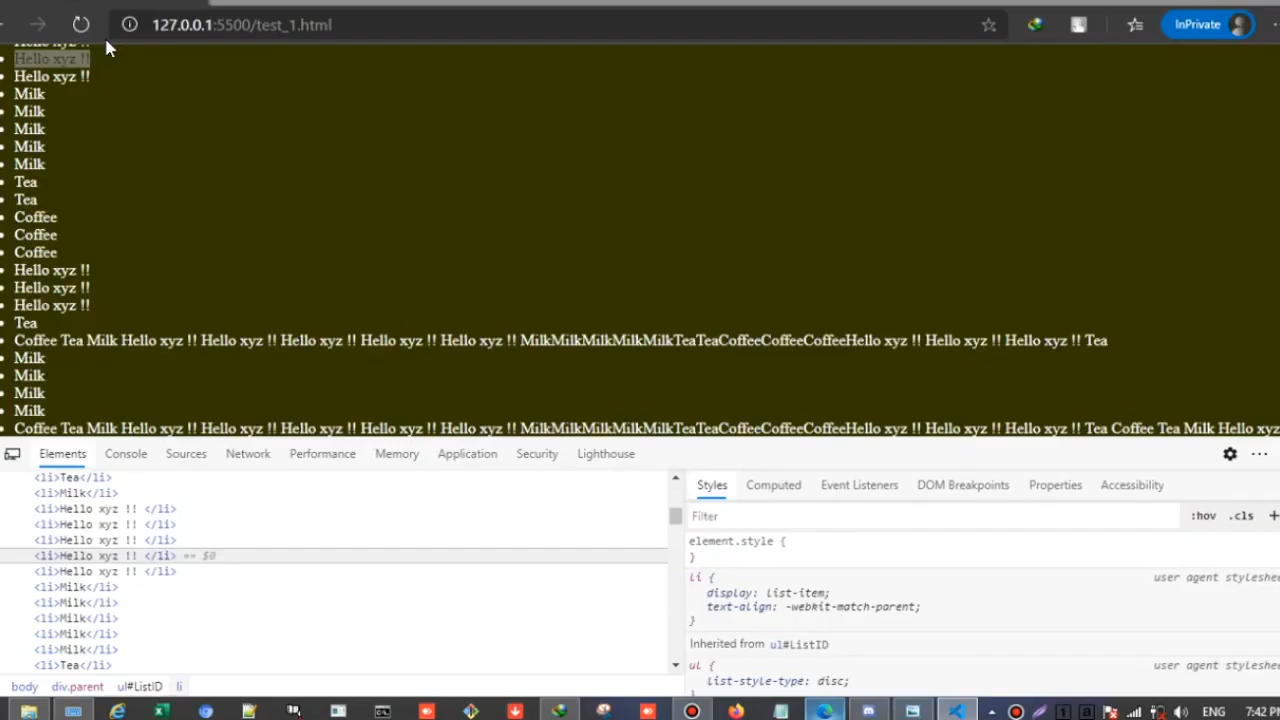 127.0.0.1:5500/test_1.html
InPrivate
Hello xyz !!
Hello xyz !!
Hello xyz !!
Milk
Milk
Milk
Milk
Milk
Tea
Tea
Coffee
Coffee
Coffee
Hello xyz !!
Hello xyz !!
Hello xyz !!
Tea
Coffee Tea Milk Hello xyz !! Hello xyz !! Hello xyz !! Hello xyz !! Hello xyz !! MilkMilkMilkMilkMilkTeaTeaCoffeeCoffeeCoffeeHello xyz !! Hello xyz !! Hello xyz !! Tea
Milk
Milk
Milk
Milk
Coffee Tea Milk Hello xyz !! Hello xyz !! Hello xyz !! Hello xyz !! Hello xyz !! MilkMilkMilkMilkMilkTeaTeaCoffeeCoffeeCoffeeHello xyz !! Hello xyz !! Hello xyz !! Tea Coffee Tea Milk Hello xyz
Elements Console Sources Network Performance Memory Application Security Lighthouse
<li>Tea</li>
<li>Milk</li>
<li>Hello xyz !! </li>
<li>Hello xyz !! </li>
<li>Hello xyz !! </li>
<li>Hello xyz !! </li> == $0
<li>Hello xyz !! </li>
<li>Milk</li>
<li>Milk</li>
<li>Milk</li>
<li>Milk</li>
<li>Milk</li>
<li>Tea</li>
body div.parent ul#ListID li
Styles Computed Event Listeners DOM Breakpoints Properties Accessibility
Filter :hov .cls +
element.style {
}
li { user agent styleshee
display: list-item;
text-align: -webkit-match-parent;
}
Inherited from ul#ListID
ul { user agent styleshee
list-style-type: disc;
ENG 7:42 PM